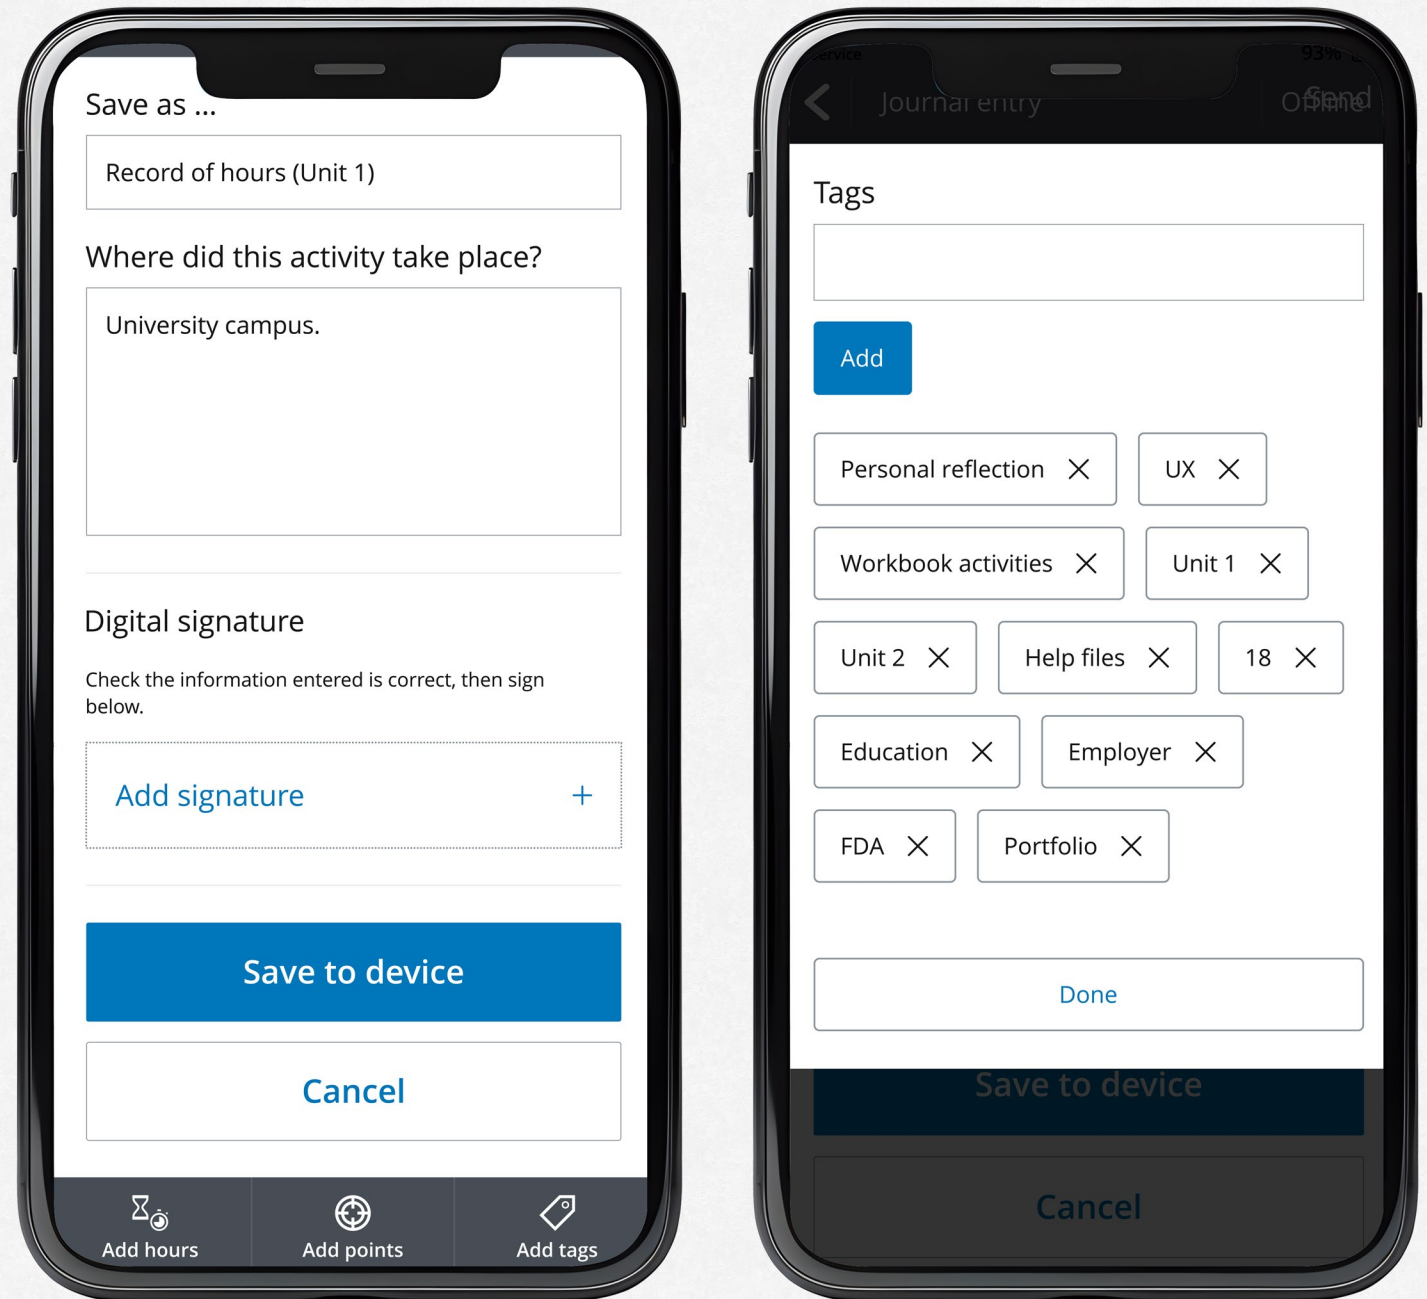 Save as ...
Record of hours (Unit 1)
Where did this activity take place?
University campus.
Digital signature
Check the information entered is correct, then sign
below.
Add signature +
Save to device
Cancel
Add hours
Add points
Add tags
93%
Journal entry
Send
Tags
Add
Personal reflection
UX
Workbook activities
Unit 1
Unit 2
Help files
18
Education
Employer
FDA
Portfolio
Done
Save to device
Cancel